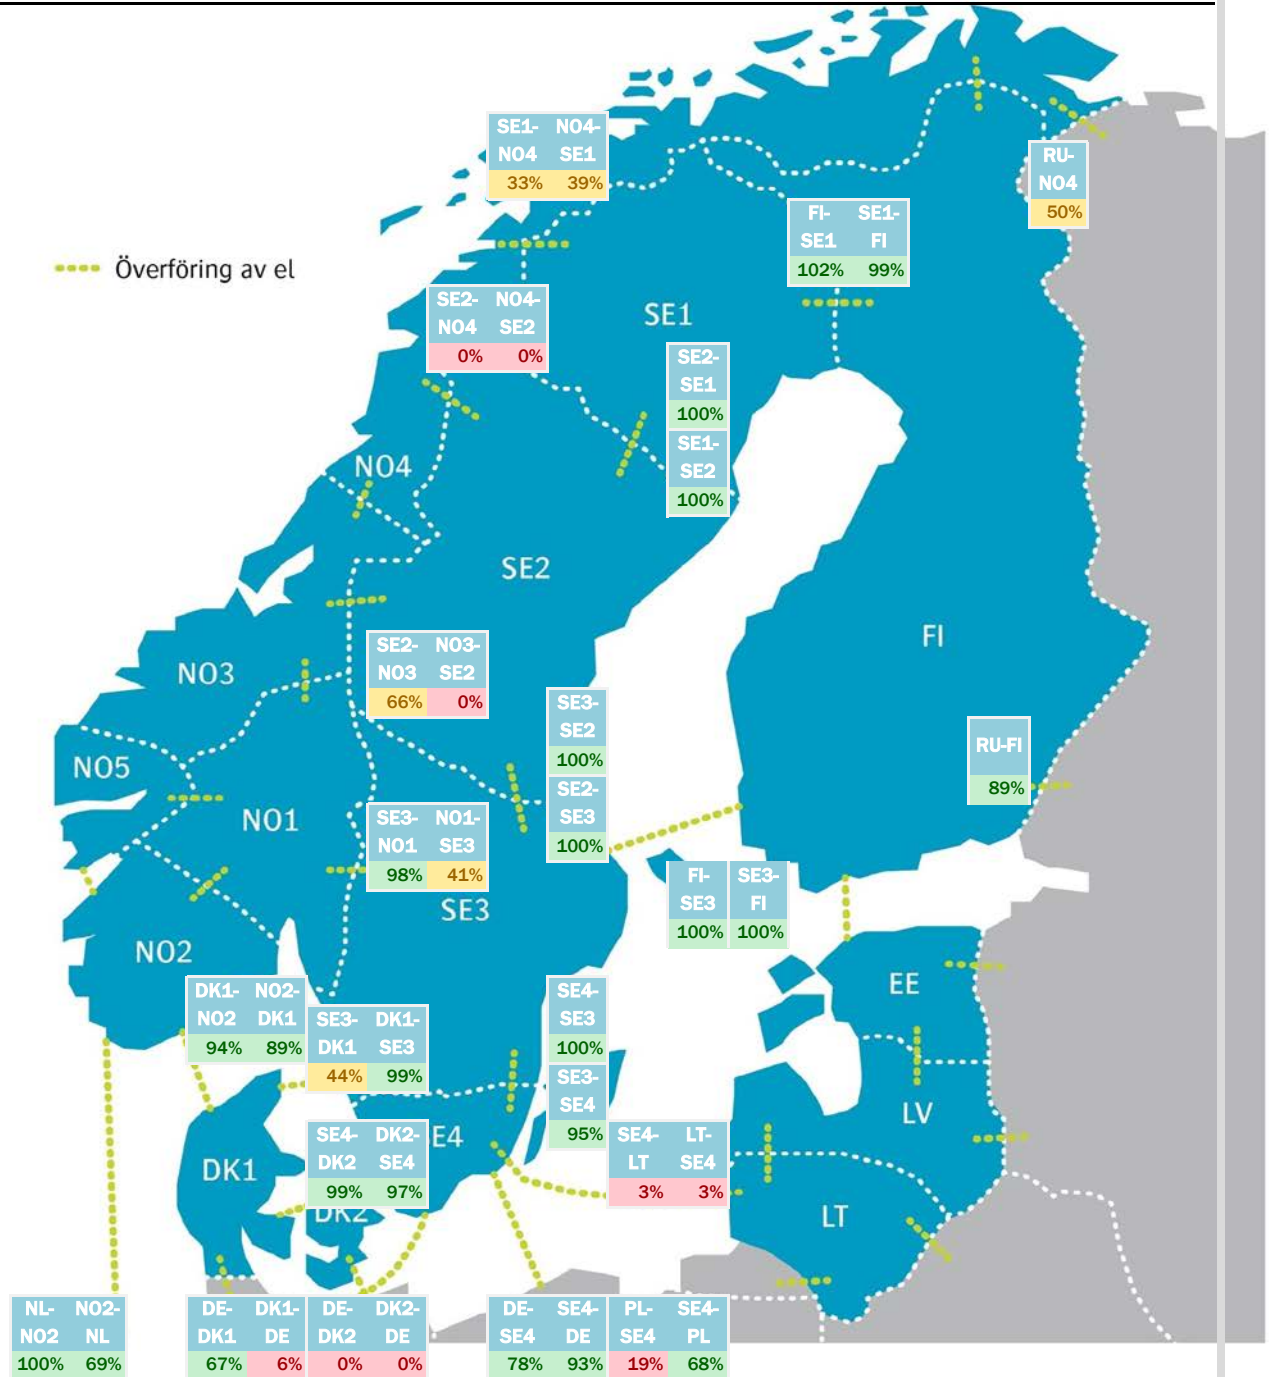 SE1- NO4-
NO4 SE1
33% 39%
RU-
NO4
50%
FI- SE1-
SE1 FI
102% 99%
Överföring av el
SE2- NO4-
NO4 SE2
0% 0%
SE1
SE2-
SE1
100%
SE1-
SE2
100%
NO4
SE2
FI
SE2- NO3-
NO3 SE2
66% 0%
NO3
SE3-
SE2
100%
SE2-
SE3
100%
RU-FI
89%
NO5
NO1
SE3- NO1-
NO1 SE3
98% 41%
SE3
FI- SE3-
SE3 FI
100% 100%
NO2
EE
DK1- NO2-
NO2 DK1
94% 89%
SE3- DK1-
DK1 SE3
44% 99%
SE4-
SE3
100%
SE3-
SE4
95%
LV
SE4- DK2-
DK2 SE4
99% 97%
E4
SE4- LT-
LT SE4
3% 3%
DK1
DK2
LT
NL- NO2-
NO2 NL
100% 69%
DE- DK1-
DK1 DE
67% 6%
DE- DK2-
DK2 DE
0% 0%
DE- SE4-
SE4 DE
78% 93%
PL- SE4-
SE4 PL
19% 68%